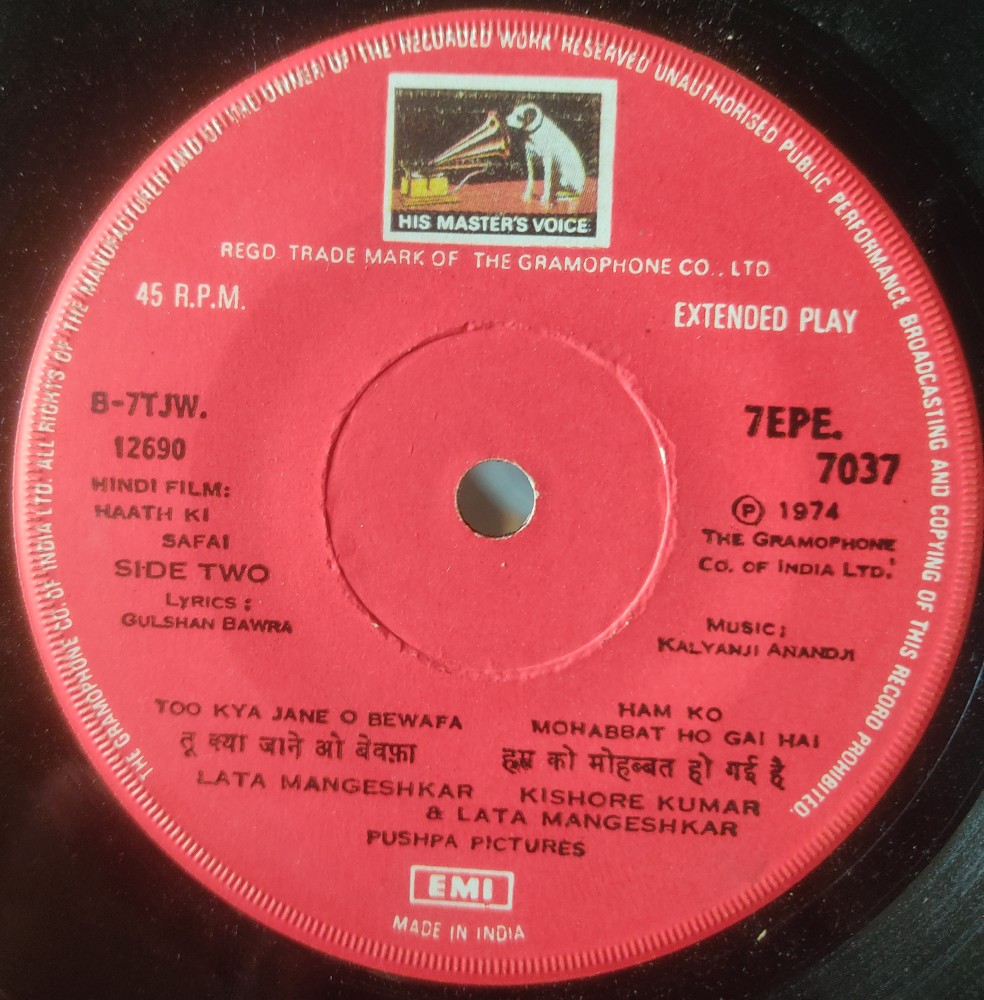 THE GRAMOPHONE CO. OF INDIA LTD. ALL RIGHTS OF THE MANUFACTURER AND OF THE OWNER OF THE RECORDED WORK RESERVED UNAUTHORISED PUBLIC PERFORMANCE BROADCASTING AND COPYING OF THIS RECORD PROHIBITED.
HIS MASTER'S VOICE
REGD. TRADE MARK OF THE GRAMOPHONE CO., LTD
45 R.P.M.
EXTENDED PLAY
B-7TJW.
12690
HINDI FILM:
HAATH KI
SAFAI
SIDE TWO
LYRICS:
GULSHAN BAWRA
7EPE.
7037
℗ 1974
THE GRAMOPHONE
CO. OF INDIA LTD.
MUSIC:
KALYANJI ANANDJI
TOO KYA JANE O BEWAFA
तू क्या जाने ओ बेवफ़ा
LATA MANGESHKAR
HAM KO
MOHABBAT HO GAI HAI
हम को मोहब्बत हो गई है
KISHORE KUMAR
& LATA MANGESHKAR
PUSHPA PICTURES
EMI
MADE IN INDIA